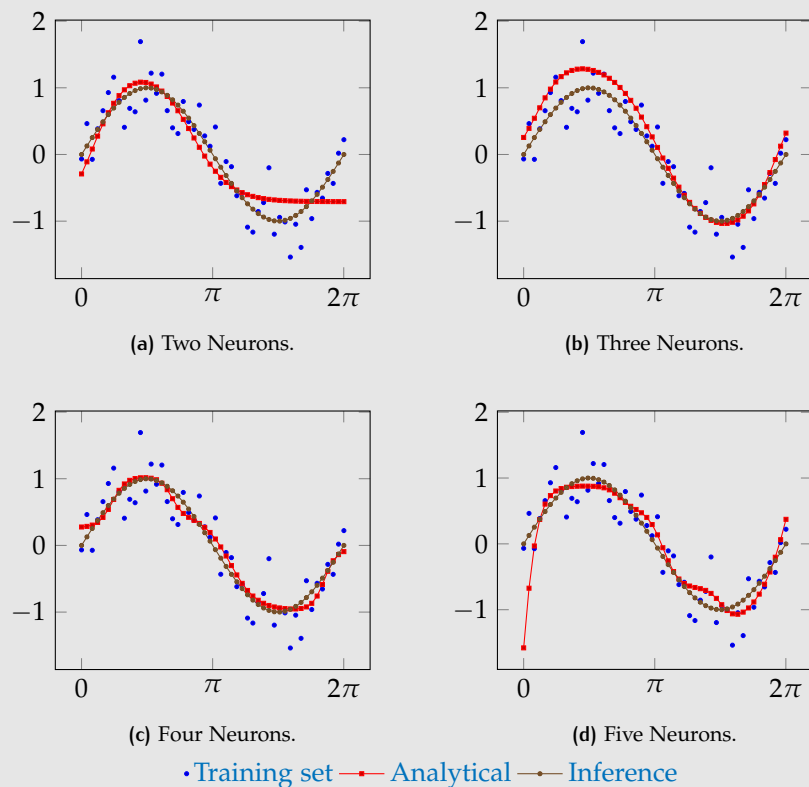 2
1
0
−1
0
π
2π
(a) Two Neurons.
2
1
0
−1
0
π
2π
(b) Three Neurons.
2
1
0
−1
0
π
2π
(c) Four Neurons.
2
1
0
−1
0
π
2π
(d) Five Neurons.
Training set Analytical Inference